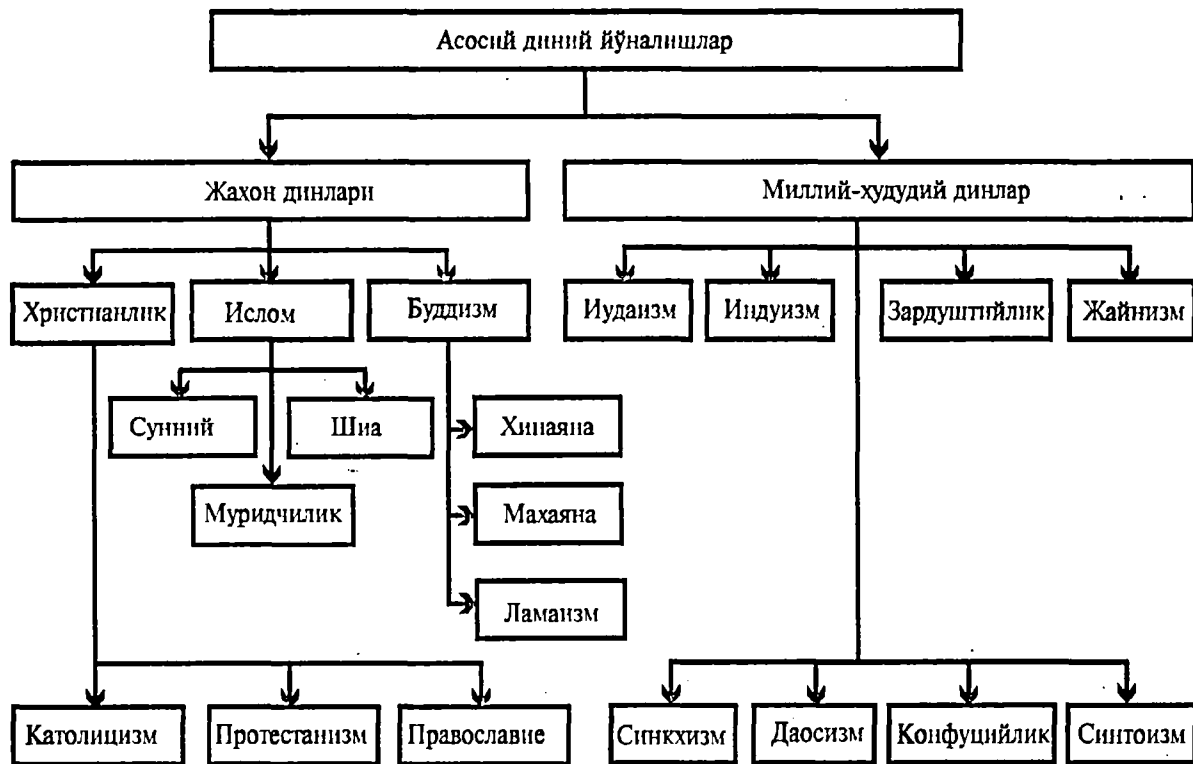 Асосий диний йўналишлар
Жахон динлари
Миллий-худудий динлар
Христианлик
Ислом
Буддизм
Иудаизм
Индуизм
Зардуштийлик
Жайнизм
Сунний
Шиа
Хинаяна
Муридчилик
Махаяна
Ламаизм
Католицизм
Протестанизм
Православие
Синкхизм
Даосизм
Конфуцийлик
Синтоизм